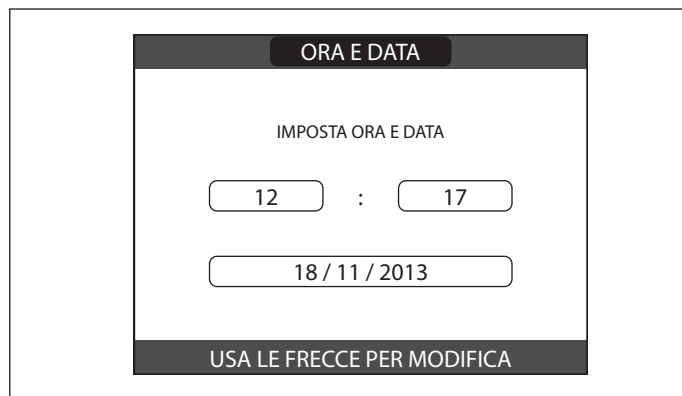 ORA E DATA
IMPOSTA ORA E DATA
12 : 17
18 / 11 / 2013
USA LE FRECCE PER MODIFICA